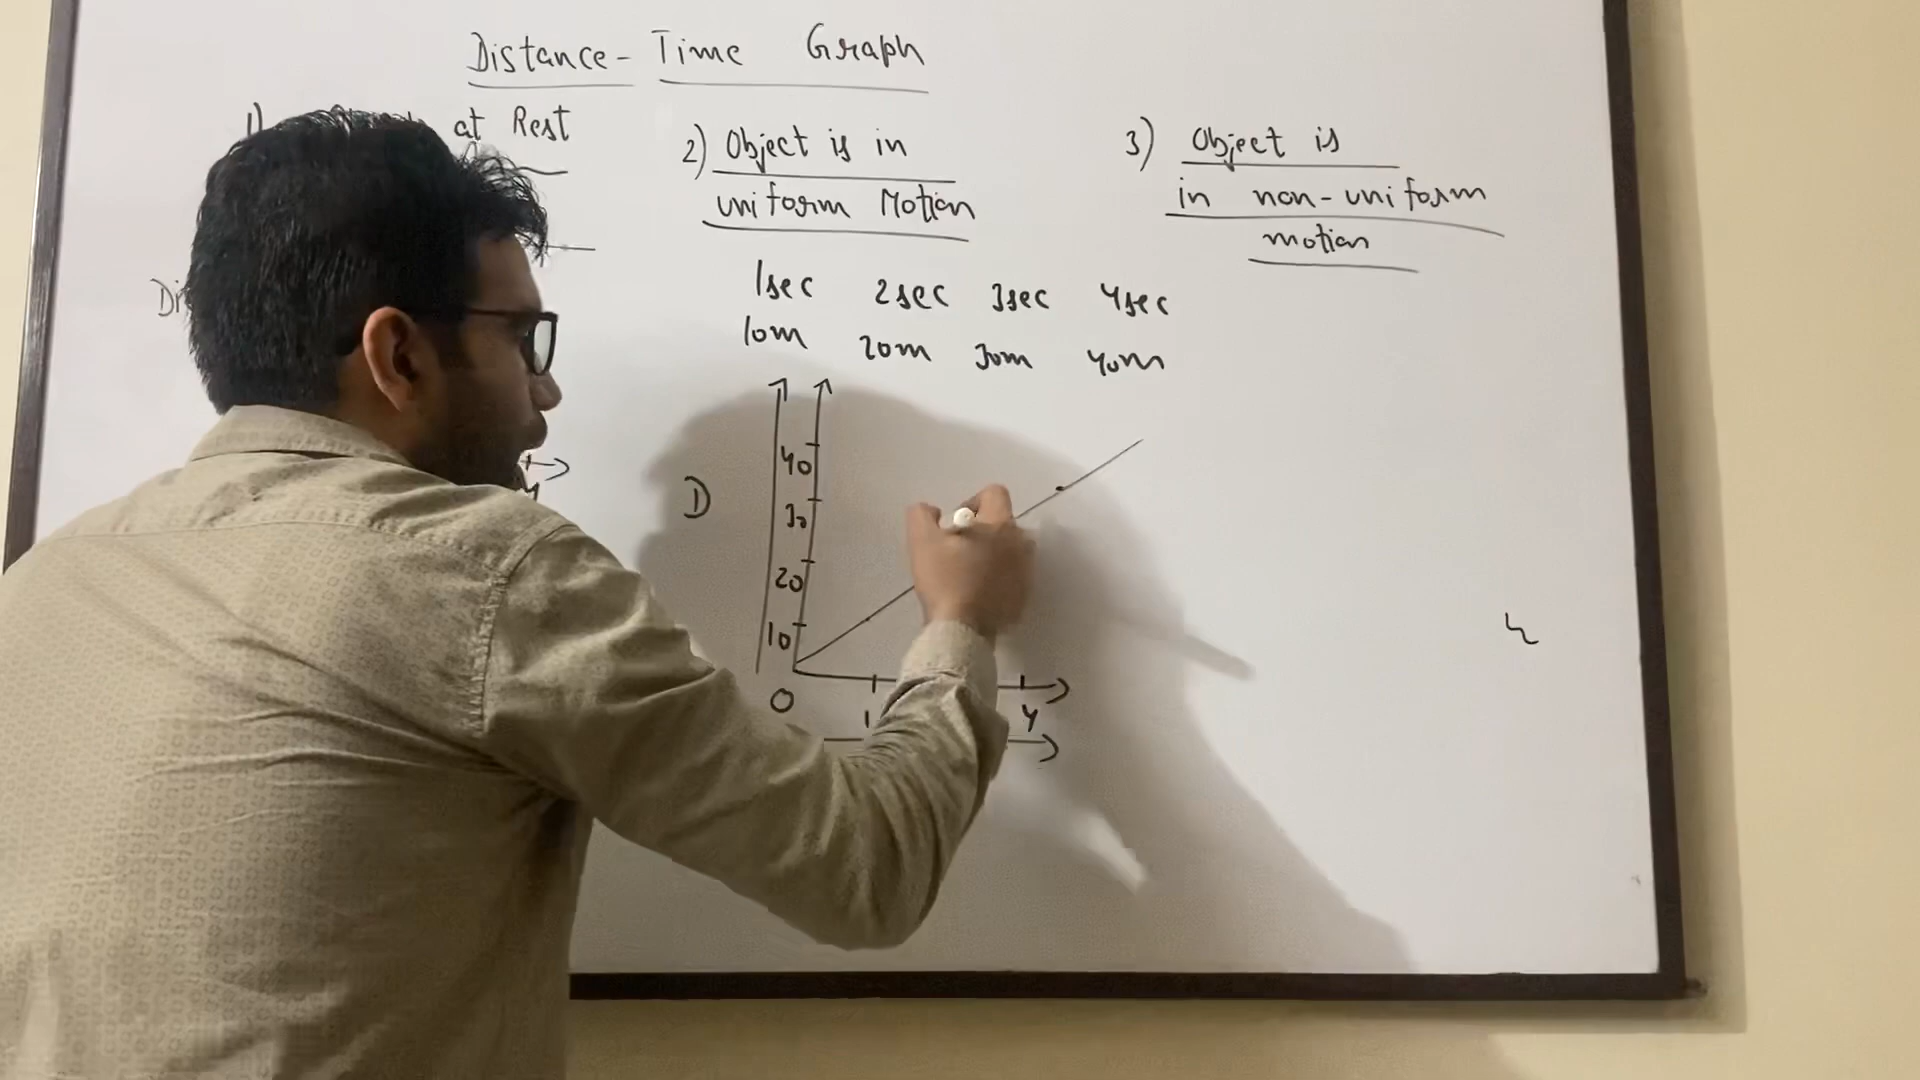 Distance - Time Graph
1) at Rest
2) Object is in
uniform Motion
3) Object is
in non-uniform
motion
1sec 2sec 3sec 4sec
10m 20m 30m 40m
40
D
30
20
10
0
1 4